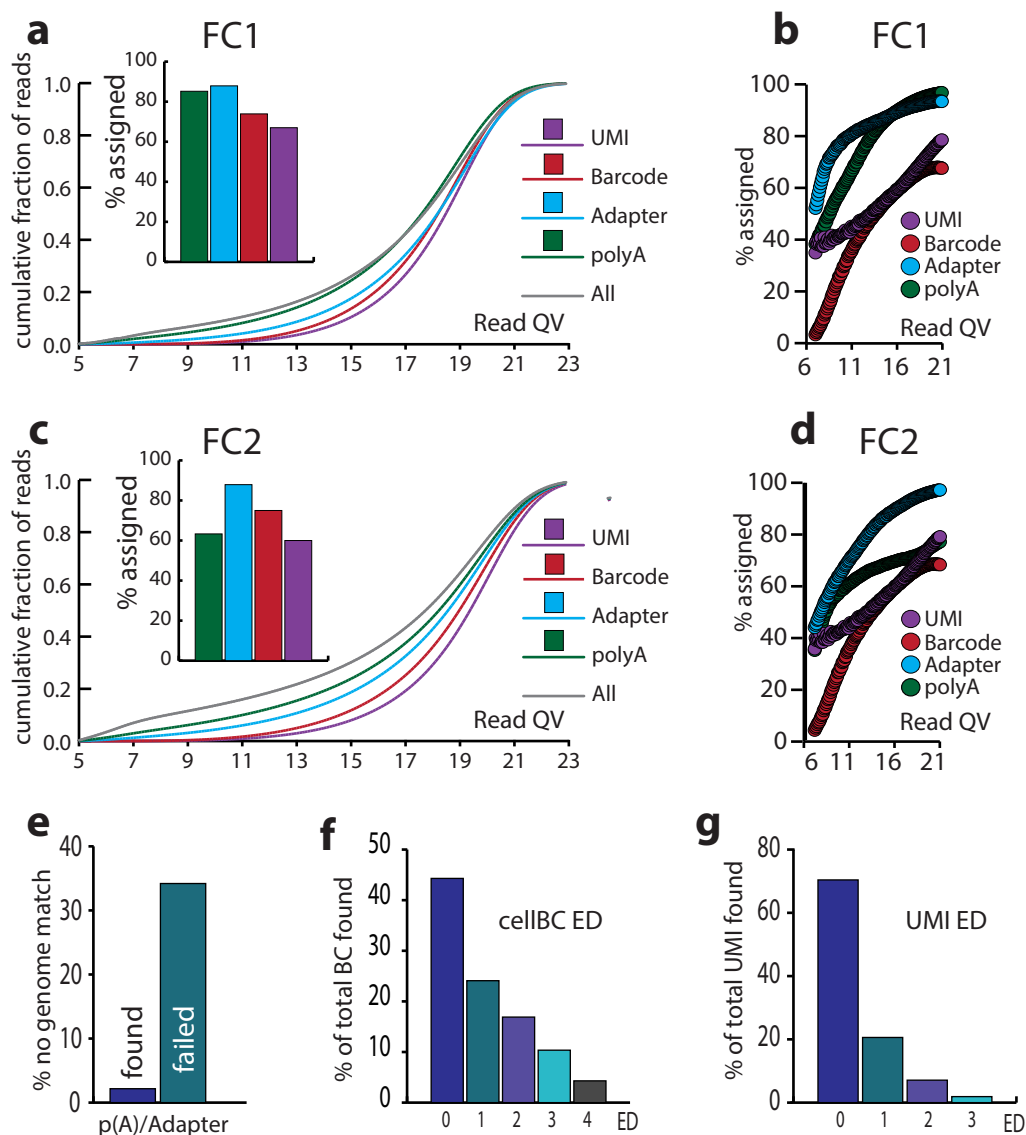 a
FC1
cumulative fraction of reads
1.0
0.8
0.6
0.4
0.2
0.0
5 7 9 11 13 15 17 19 21 23
% assigned
100
80
60
40
20
0
UMI
Barcode
Adapter
polyA
All
Read QV
b
FC1
% assigned
100
80
60
40
20
0
6 11 16 21
UMI
Barcode
Adapter
polyA
Read QV
c
FC2
cumulative fraction of reads
1.0
0.8
0.6
0.4
0.2
0.0
5 7 9 11 13 15 17 19 21 23
% assigned
100
80
60
40
20
0
UMI
Barcode
Adapter
polyA
All
Read QV
d
FC2
% assigned
100
80
60
40
20
0
6 11 16 21
UMI
Barcode
Adapter
polyA
Read QV
e
% no genome match
40
30
20
10
0
found
failed
p(A)/Adapter
f
% of total BC found
50
40
30
20
10
0
cellBC ED
0 1 2 3 4 ED
g
% of total UMI found
80
60
40
20
0
UMI ED
0 1 2 3 ED